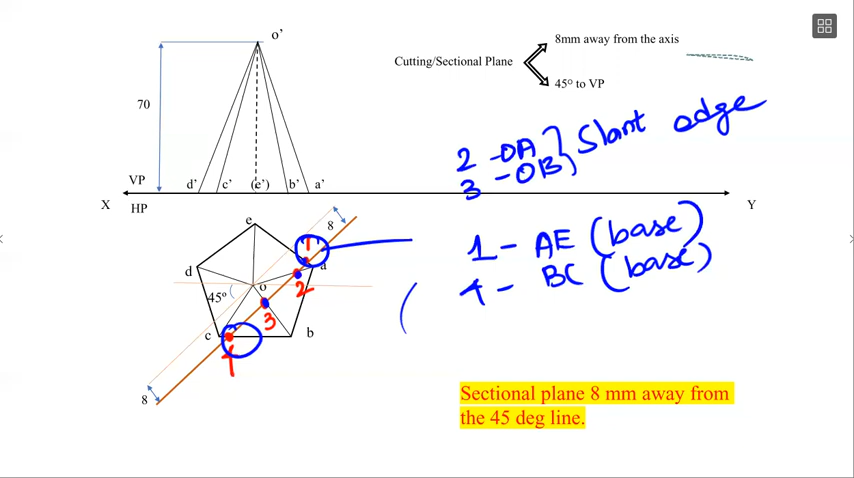 o'
8mm away from the axis
Cutting/Sectional Plane
45° to VP
70
2 - OA } Slant edge
3 - OB
VP d' c' (e') b' a'
X HP Y
8
e
1 - AE (base)
1
d a
2
4 - BC (base)
o
45°
3
c b
4
8
Sectional plane 8 mm away from
the 45 deg line.